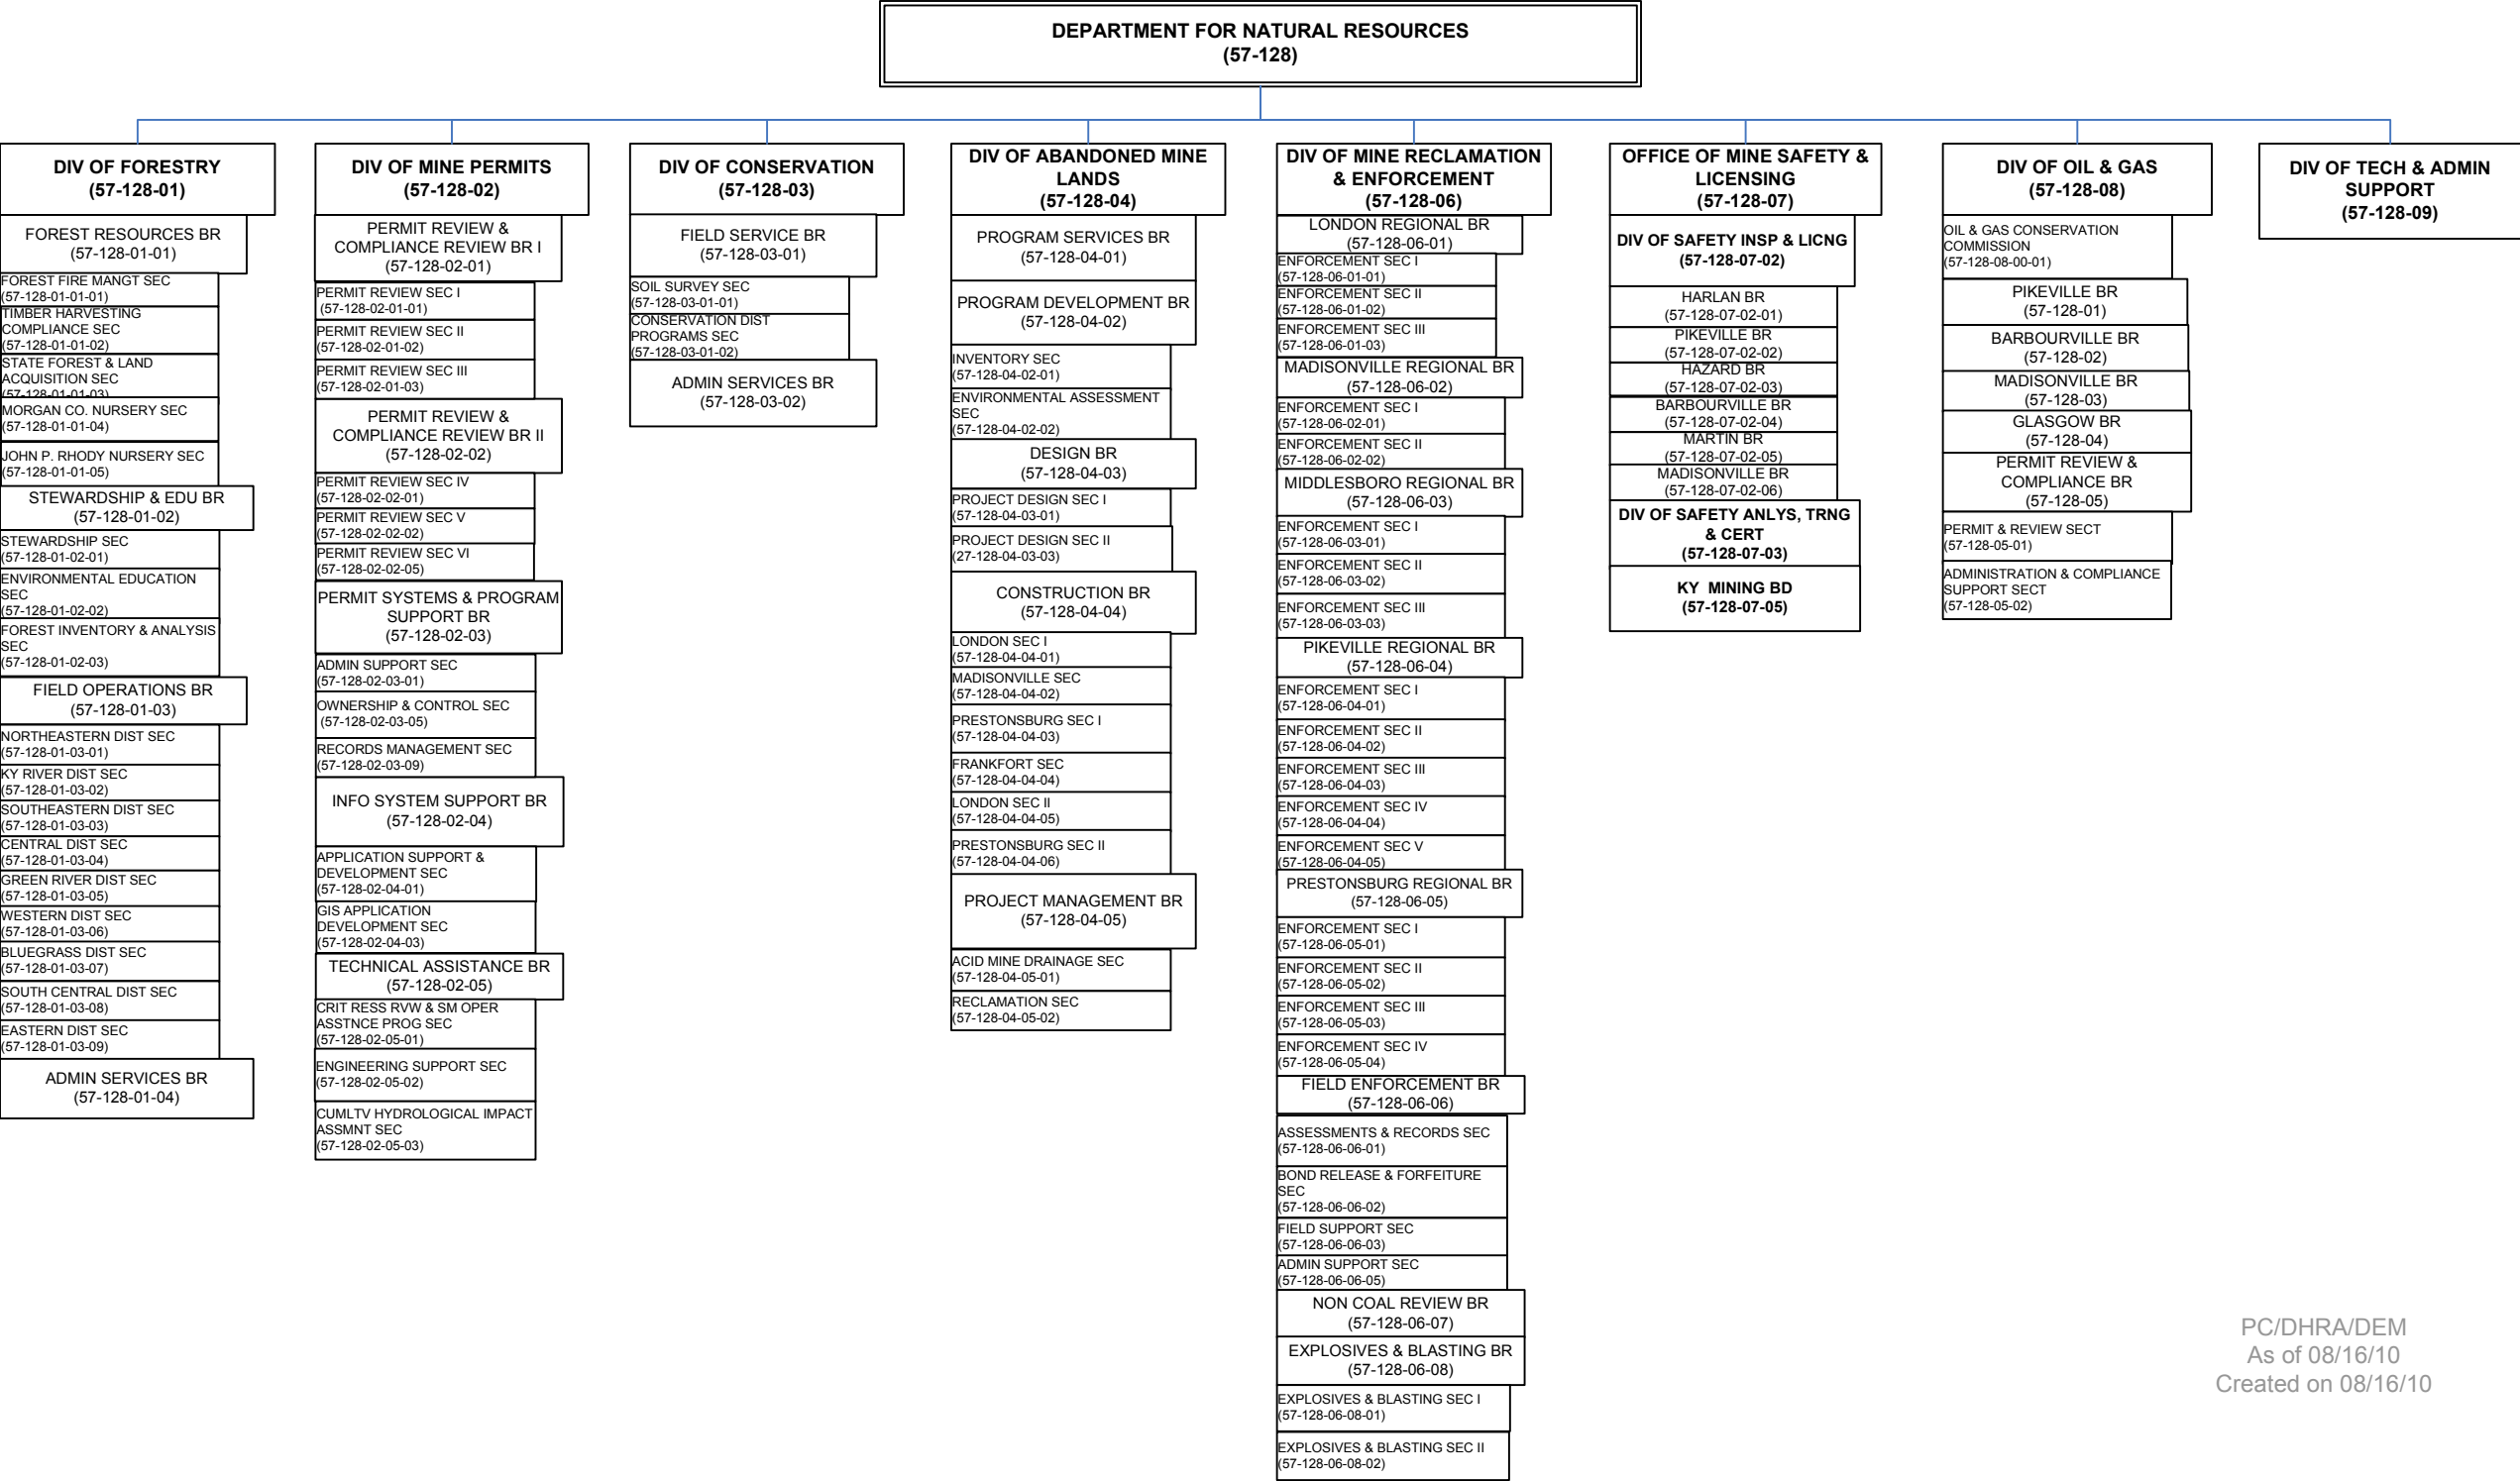 DEPARTMENT FOR NATURAL RESOURCES
(57-128)
DIV OF FORESTRY
(57-128-01)
FOREST RESOURCES BR
(57-128-01-01)
FOREST FIRE MANGT SEC
(57-128-01-01-01)
TIMBER HARVESTING
COMPLIANCE SEC
(57-128-01-01-02)
STATE FOREST & LAND
ACQUISITION SEC
(57-128-01-01-03)
MORGAN CO. NURSERY SEC
(57-128-01-01-04)
JOHN P. RHODY NURSERY SEC
(57-128-01-01-05)
STEWARDSHIP & EDU BR
(57-128-01-02)
STEWARDSHIP SEC
(57-128-01-02-01)
ENVIRONMENTAL EDUCATION
SEC
(57-128-01-02-02)
FOREST INVENTORY & ANALYSIS
SEC
(57-128-01-02-03)
FIELD OPERATIONS BR
(57-128-01-03)
NORTHEASTERN DIST SEC
(57-128-01-03-01)
KY RIVER DIST SEC
(57-128-01-03-02)
SOUTHEASTERN DIST SEC
(57-128-01-03-03)
CENTRAL DIST SEC
(57-128-01-03-04)
GREEN RIVER DIST SEC
(57-128-01-03-05)
WESTERN DIST SEC
(57-128-01-03-06)
BLUEGRASS DIST SEC
(57-128-01-03-07)
SOUTH CENTRAL DIST SEC
(57-128-01-03-08)
EASTERN DIST SEC
(57-128-01-03-09)
ADMIN SERVICES BR
(57-128-01-04)
DIV OF MINE PERMITS
(57-128-02)
PERMIT REVIEW &
COMPLIANCE REVIEW BR I
(57-128-02-01)
PERMIT REVIEW SEC I
(57-128-02-01-01)
PERMIT REVIEW SEC II
(57-128-02-01-02)
PERMIT REVIEW SEC III
(57-128-02-01-03)
PERMIT REVIEW &
COMPLIANCE REVIEW BR II
(57-128-02-02)
PERMIT REVIEW SEC IV
(57-128-02-02-01)
PERMIT REVIEW SEC V
(57-128-02-02-02)
PERMIT REVIEW SEC VI
(57-128-02-02-05)
PERMIT SYSTEMS & PROGRAM
SUPPORT BR
(57-128-02-03)
ADMIN SUPPORT SEC
(57-128-02-03-01)
OWNERSHIP & CONTROL SEC
(57-128-02-03-05)
RECORDS MANAGEMENT SEC
(57-128-02-03-09)
INFO SYSTEM SUPPORT BR
(57-128-02-04)
APPLICATION SUPPORT &
DEVELOPMENT SEC
(57-128-02-04-01)
GIS APPLICATION
DEVELOPMENT SEC
(57-128-02-04-03)
TECHNICAL ASSISTANCE BR
(57-128-02-05)
CRIT RESS RVW & SM OPER
ASSTNCE PROG SEC
(57-128-02-05-01)
ENGINEERING SUPPORT SEC
(57-128-02-05-02)
CUMLTV HYDROLOGICAL IMPACT
ASSMNT SEC
(57-128-02-05-03)
DIV OF CONSERVATION
(57-128-03)
FIELD SERVICE BR
(57-128-03-01)
SOIL SURVEY SEC
(57-128-03-01-01)
CONSERVATION DIST
PROGRAMS SEC
(57-128-03-01-02)
ADMIN SERVICES BR
(57-128-03-02)
DIV OF ABANDONED MINE
LANDS
(57-128-04)
PROGRAM SERVICES BR
(57-128-04-01)
PROGRAM DEVELOPMENT BR
(57-128-04-02)
INVENTORY SEC
(57-128-04-02-01)
ENVIRONMENTAL ASSESSMENT
SEC
(57-128-04-02-02)
DESIGN BR
(57-128-04-03)
PROJECT DESIGN SEC I
(57-128-04-03-01)
PROJECT DESIGN SEC II
(27-128-04-03-03)
CONSTRUCTION BR
(57-128-04-04)
LONDON SEC I
(57-128-04-04-01)
MADISONVILLE SEC
(57-128-04-04-02)
PRESTONSBURG SEC I
(57-128-04-04-03)
FRANKFORT SEC
(57-128-04-04-04)
LONDON SEC II
(57-128-04-04-05)
PRESTONSBURG SEC II
(57-128-04-04-06)
PROJECT MANAGEMENT BR
(57-128-04-05)
ACID MINE DRAINAGE SEC
(57-128-04-05-01)
RECLAMATION SEC
(57-128-04-05-02)
DIV OF MINE RECLAMATION
& ENFORCEMENT
(57-128-06)
LONDON REGIONAL BR
(57-128-06-01)
ENFORCEMENT SEC I
(57-128-06-01-01)
ENFORCEMENT SEC II
(57-128-06-01-02)
ENFORCEMENT SEC III
(57-128-06-01-03)
MADISONVILLE REGIONAL BR
(57-128-06-02)
ENFORCEMENT SEC I
(57-128-06-02-01)
ENFORCEMENT SEC II
(57-128-06-02-02)
MIDDLESBORO REGIONAL BR
(57-128-06-03)
ENFORCEMENT SEC I
(57-128-06-03-01)
ENFORCEMENT SEC II
(57-128-06-03-02)
ENFORCEMENT SEC III
(57-128-06-03-03)
PIKEVILLE REGIONAL BR
(57-128-06-04)
ENFORCEMENT SEC I
(57-128-06-04-01)
ENFORCEMENT SEC II
(57-128-06-04-02)
ENFORCEMENT SEC III
(57-128-06-04-03)
ENFORCEMENT SEC IV
(57-128-06-04-04)
ENFORCEMENT SEC V
(57-128-06-04-05)
PRESTONSBURG REGIONAL BR
(57-128-06-05)
ENFORCEMENT SEC I
(57-128-06-05-01)
ENFORCEMENT SEC II
(57-128-06-05-02)
ENFORCEMENT SEC III
(57-128-06-05-03)
ENFORCEMENT SEC IV
(57-128-06-05-04)
FIELD ENFORCEMENT BR
(57-128-06-06)
ASSESSMENTS & RECORDS SEC
(57-128-06-06-01)
BOND RELEASE & FORFEITURE
SEC
(57-128-06-06-02)
FIELD SUPPORT SEC
(57-128-06-06-03)
ADMIN SUPPORT SEC
(57-128-06-06-05)
NON COAL REVIEW BR
(57-128-06-07)
EXPLOSIVES & BLASTING BR
(57-128-06-08)
EXPLOSIVES & BLASTING SEC I
(57-128-06-08-01)
EXPLOSIVES & BLASTING SEC II
(57-128-06-08-02)
OFFICE OF MINE SAFETY &
LICENSING
(57-128-07)
DIV OF SAFETY INSP & LICNG
(57-128-07-02)
HARLAN BR
(57-128-07-02-01)
PIKEVILLE BR
(57-128-07-02-02)
HAZARD BR
(57-128-07-02-03)
BARBOURVILLE BR
(57-128-07-02-04)
MARTIN BR
(57-128-07-02-05)
MADISONVILLE BR
(57-128-07-02-06)
DIV OF SAFETY ANLYS, TRNG
& CERT
(57-128-07-03)
KY MINING BD
(57-128-07-05)
DIV OF OIL & GAS
(57-128-08)
OIL & GAS CONSERVATION
COMMISSION
(57-128-08-00-01)
PIKEVILLE BR
(57-128-01)
BARBOURVILLE BR
(57-128-02)
MADISONVILLE BR
(57-128-03)
GLASGOW BR
(57-128-04)
PERMIT REVIEW &
COMPLIANCE BR
(57-128-05)
PERMIT & REVIEW SECT
(57-128-05-01)
ADMINISTRATION & COMPLIANCE
SUPPORT SECT
(57-128-05-02)
DIV OF TECH & ADMIN
SUPPORT
(57-128-09)
PC/DHRA/DEM
As of 08/16/10
Created on 08/16/10